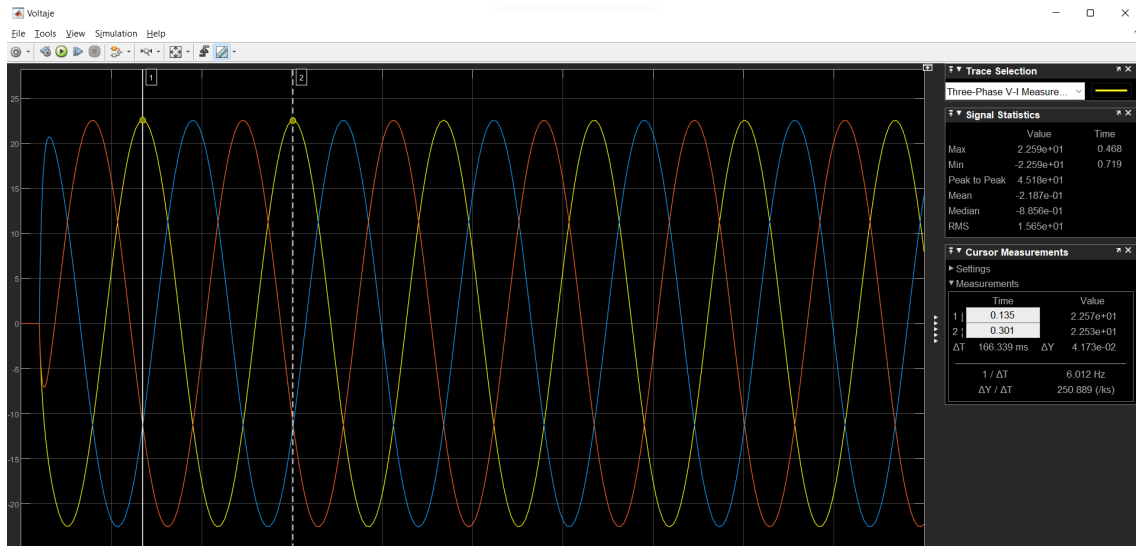 Voltaje
File Tools View Simulation Help
1
2
25
20
15
10
5
0
-5
-10
-15
-20
Trace Selection
Three-Phase V-I Measure...
Signal Statistics
Value Time
Max 2.259e+01 0.468
Min -2.259e+01 0.719
Peak to Peak 4.518e+01
Mean -2.187e-01
Median -8.856e-01
RMS 1.565e+01
Cursor Measurements
Settings
Measurements
Time Value
1 | 0.135 2.257e+01
2 ¦ 0.301 2.253e+01
ΔT 166.339 ms ΔY 4.173e-02
1 / ΔT 6.012 Hz
ΔY / ΔT 250.889 (/ks)